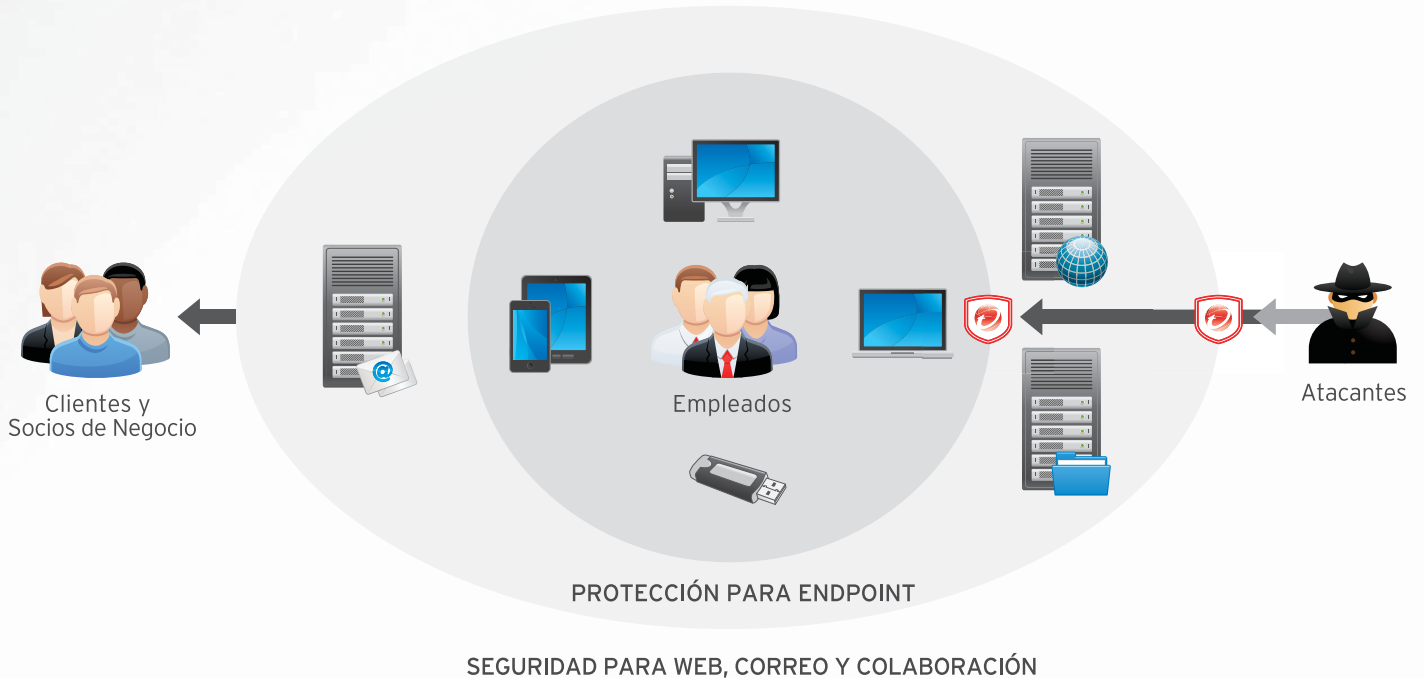 Clientes y
Socios de Negocio
@
Empleados
Atacantes
PROTECCIÓN PARA ENDPOINT
SEGURIDAD PARA WEB, CORREO Y COLABORACIÓN